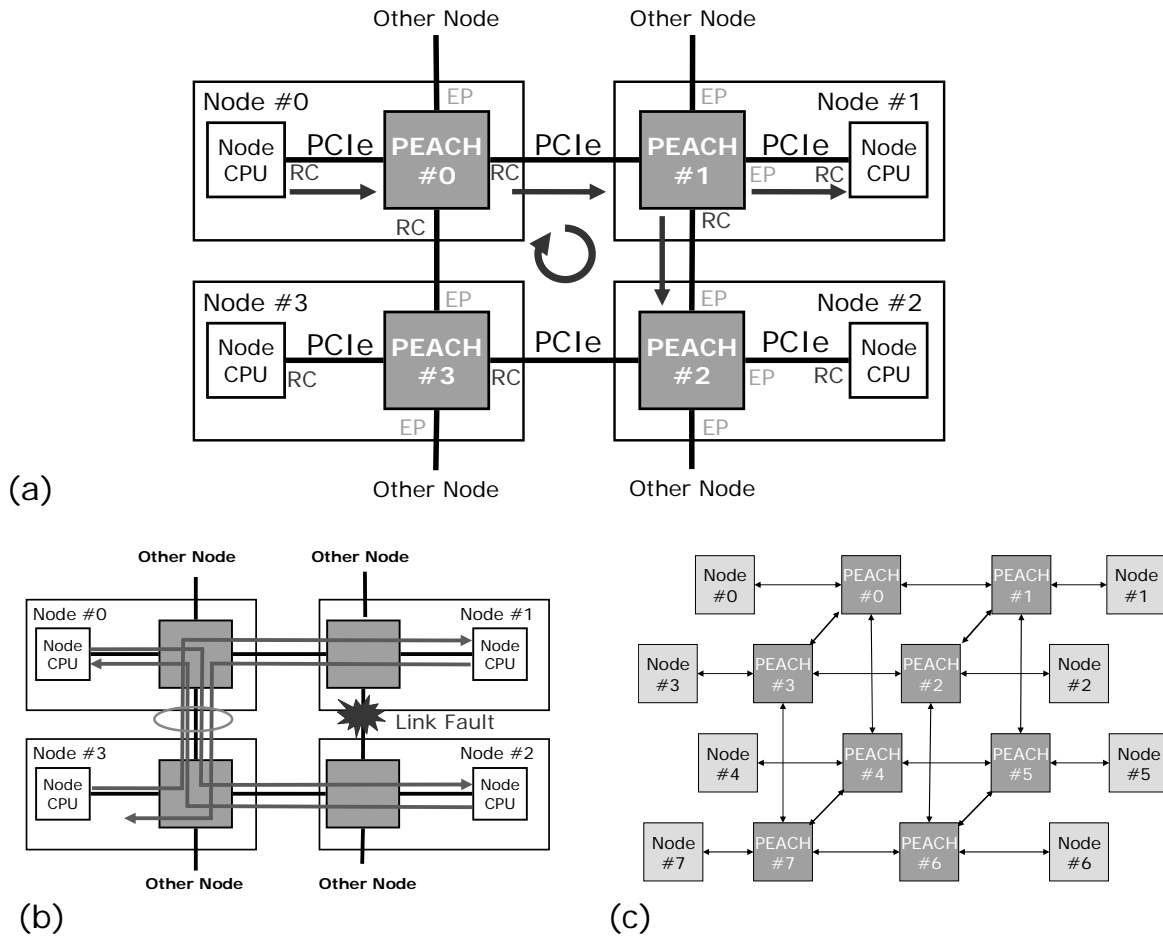 Other Node
Other Node
Node #0
EP
EP
Node #1
Node
CPU
PCIe
PEACH
#0
PCIe
PEACH
#1
PCIe
Node
CPU
RC
RC
EP
RC
RC
RC
Node #3
EP
EP
Node #2
Node
CPU
PCIe
PEACH
#3
PCIe
PEACH
#2
PCIe
Node
CPU
RC
RC
EP
RC
EP
EP
Other Node
Other Node
(a)
Other Node
Other Node
Node #0
Node #1
Node
CPU
Node
CPU
Link Fault
Node #3
Node #2
Node
CPU
Node
CPU
Other Node
Other Node
(b)
Node
#0
PEACH
#0
PEACH
#1
Node
#1
Node
#3
PEACH
#3
PEACH
#2
Node
#2
Node
#4
PEACH
#4
PEACH
#5
Node
#5
Node
#7
PEACH
#7
PEACH
#6
Node
#6
(c)